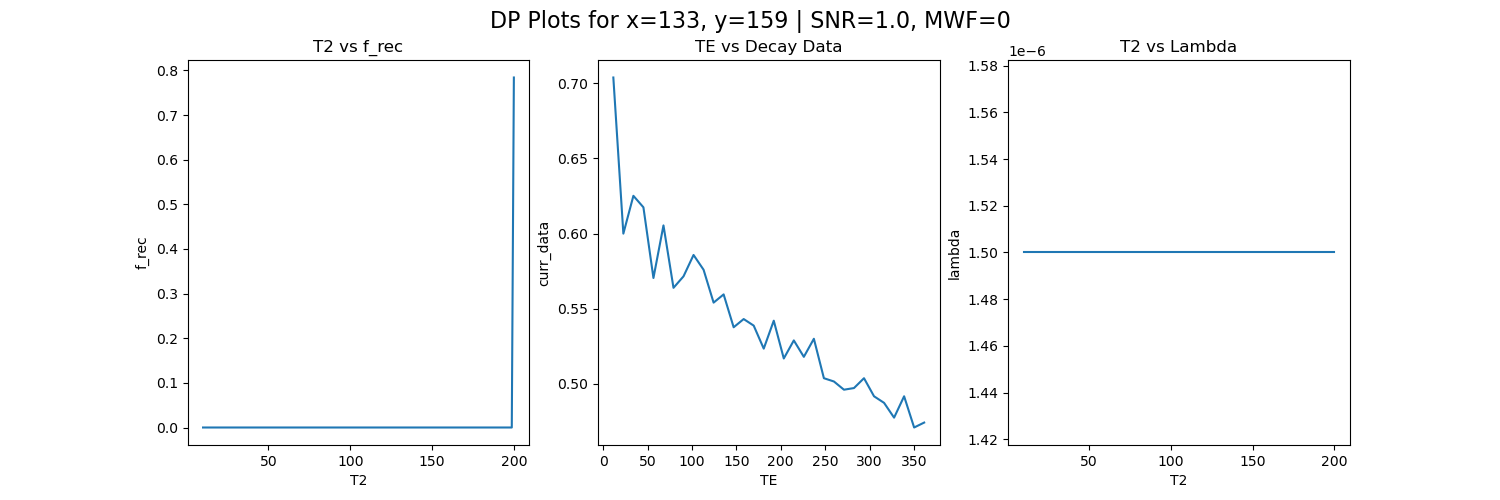 DP Plots for x=133, y=159 | SNR=1.0, MWF=0
T2 vs f_rec
f_rec
0.8
0.7
0.6
0.5
0.4
0.3
0.2
0.1
0.0
50 100 150 200
T2
TE vs Decay Data
curr_data
0.70
0.65
0.60
0.55
0.50
0 50 100 150 200 250 300 350
TE
T2 vs Lambda
1e−6
lambda
1.58
1.56
1.54
1.52
1.50
1.48
1.46
1.44
1.42
50 100 150 200
T2